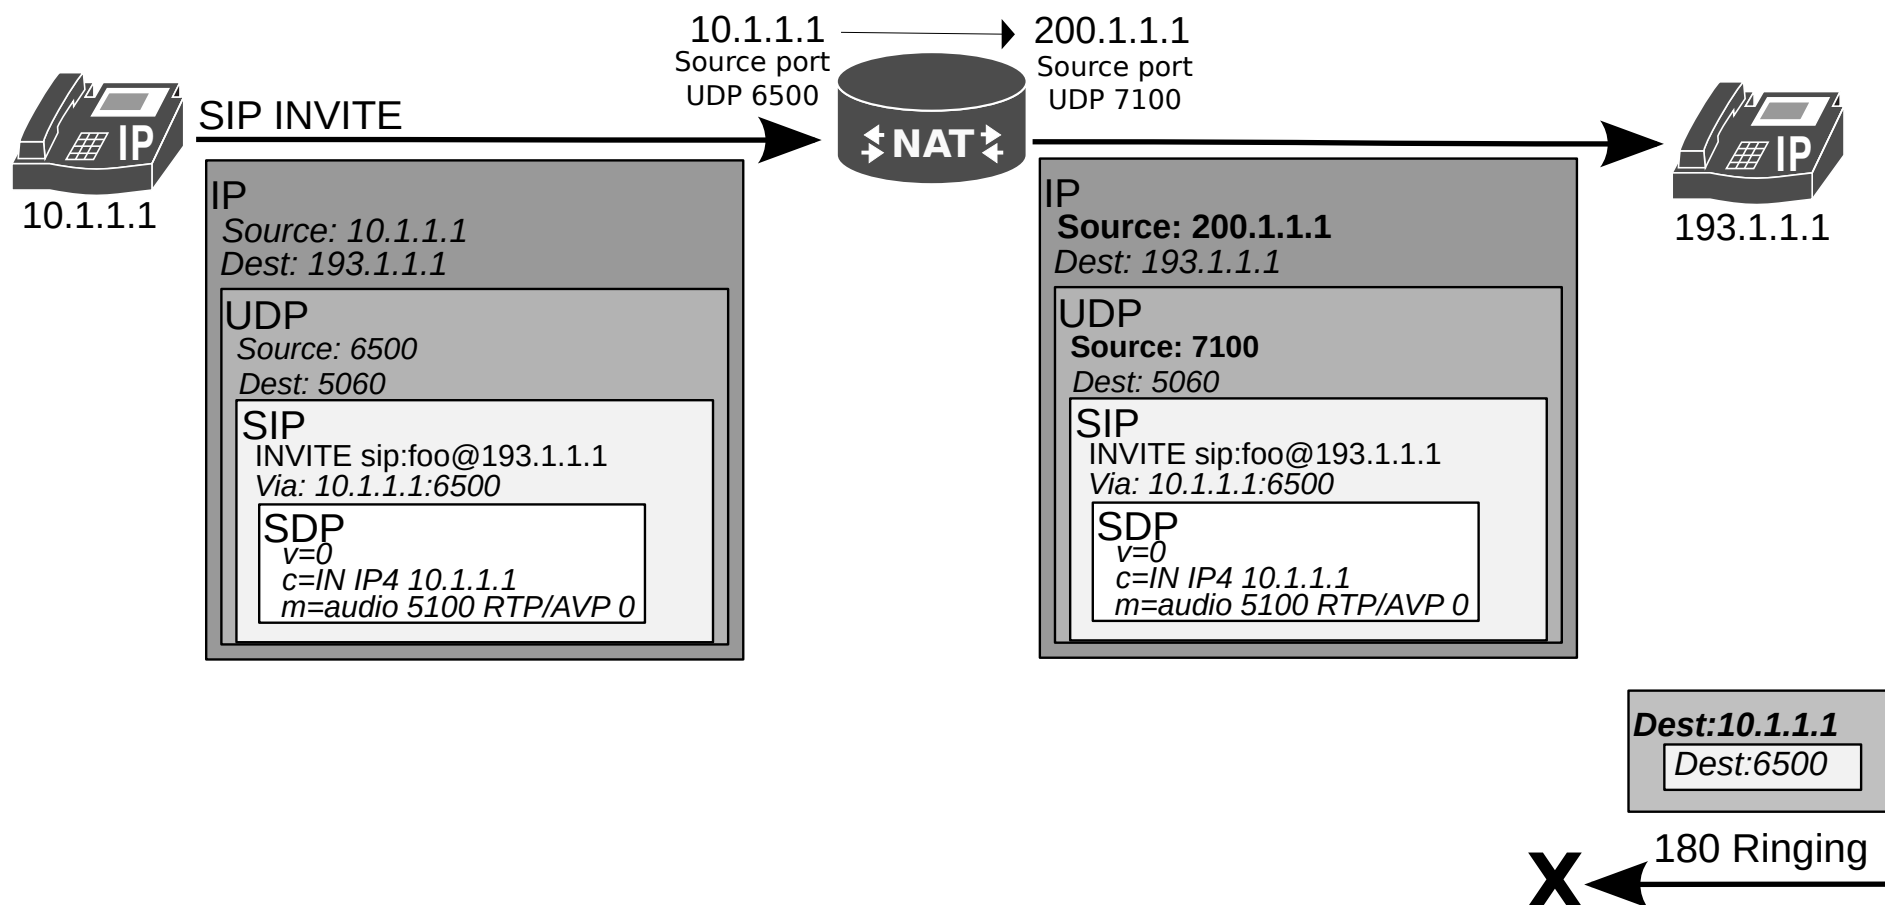 10.1.1.1
Source port
UDP 6500
200.1.1.1
Source port
UDP 7100
IP
10.1.1.1
SIP INVITE
NAT
IP
193.1.1.1
IP
Source: 10.1.1.1
Dest: 193.1.1.1
UDP
Source: 6500
Dest: 5060
SIP
INVITE sip:foo@193.1.1.1
Via: 10.1.1.1:6500
SDP
v=0
c=IN IP4 10.1.1.1
m=audio 5100 RTP/AVP 0
IP
Source: 200.1.1.1
Dest: 193.1.1.1
UDP
Source: 7100
Dest: 5060
SIP
INVITE sip:foo@193.1.1.1
Via: 10.1.1.1:6500
SDP
v=0
c=IN IP4 10.1.1.1
m=audio 5100 RTP/AVP 0
Dest:10.1.1.1
Dest:6500
180 Ringing
X